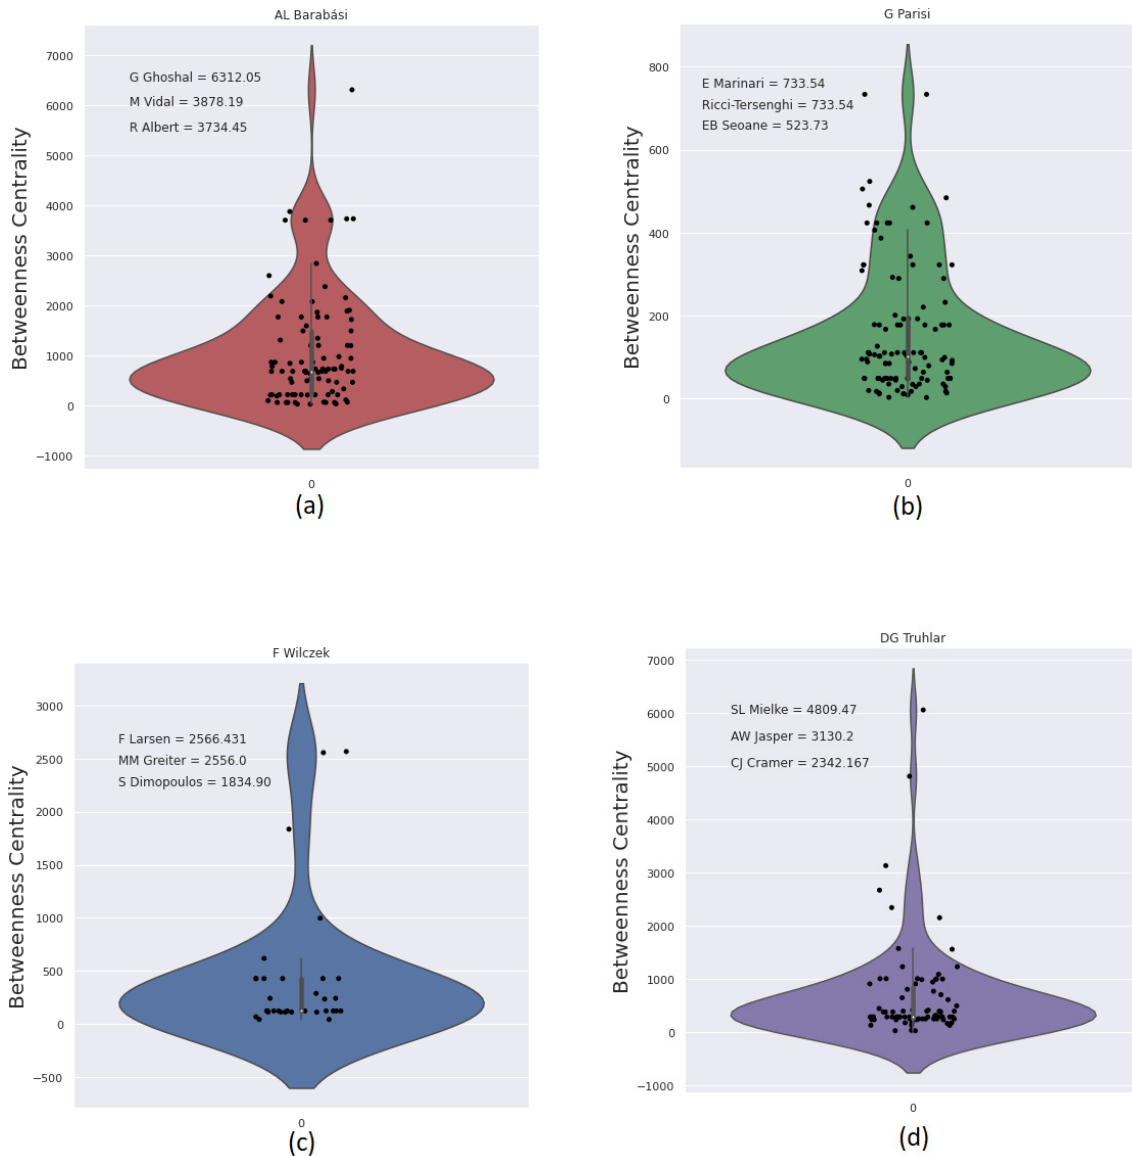 AL Barabási
Betweenness Centrality
7000
6000
5000
4000
3000
2000
1000
0
−1000
G Ghoshal = 6312.05
M Vidal = 3878.19
R Albert = 3734.45
0
(a)
G Parisi
Betweenness Centrality
800
600
400
200
0
E Marinari = 733.54
Ricci-Tersenghi = 733.54
EB Seoane = 523.73
0
(b)
F Wilczek
Betweenness Centrality
3000
2500
2000
1500
1000
500
0
−500
F Larsen = 2566.431
MM Greiter = 2556.0
S Dimopoulos = 1834.90
0
(c)
DG Truhlar
Betweenness Centrality
7000
6000
5000
4000
3000
2000
1000
0
−1000
SL Mielke = 4809.47
AW Jasper = 3130.2
CJ Cramer = 2342.167
0
(d)